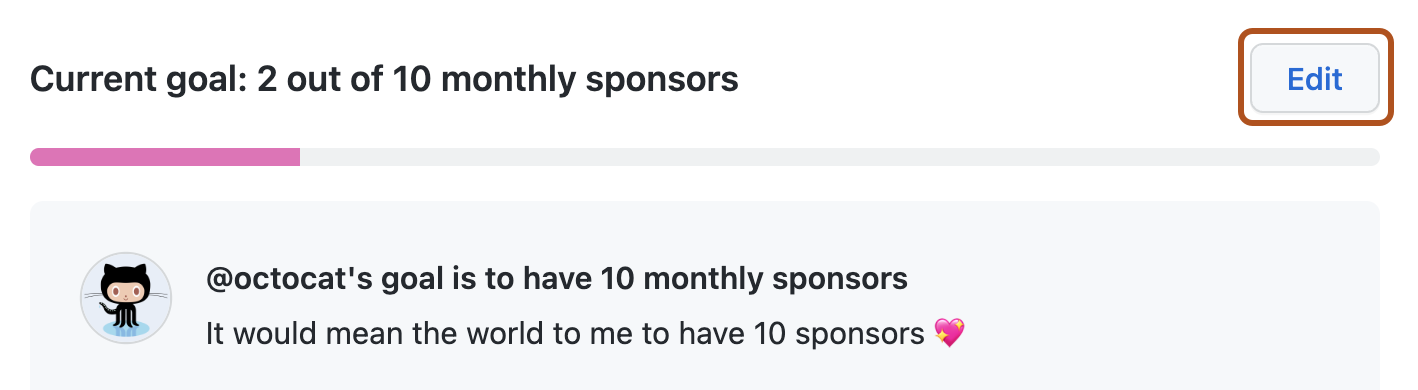 Current goal: 2 out of 10 monthly sponsors
Edit
@octocat's goal is to have 10 monthly sponsors
It would mean the world to me to have 10 sponsors 💖